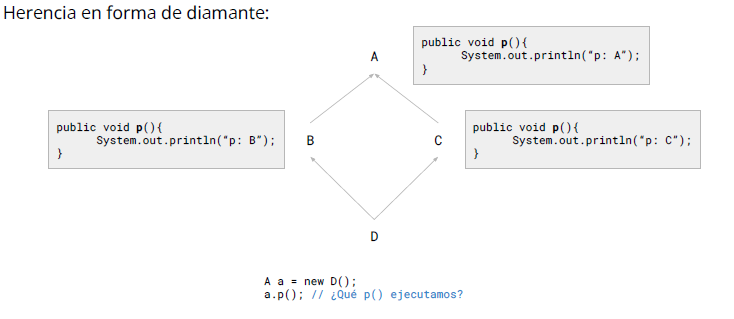 Herencia en forma de diamante:
A
public void p(){
System.out.println(“p: A”);
}
public void p(){
System.out.println(“p: B”);
}
B
C
public void p(){
System.out.println(“p: C”);
}
D
A a = new D();
a.p(); // ¿Qué p() ejecutamos?